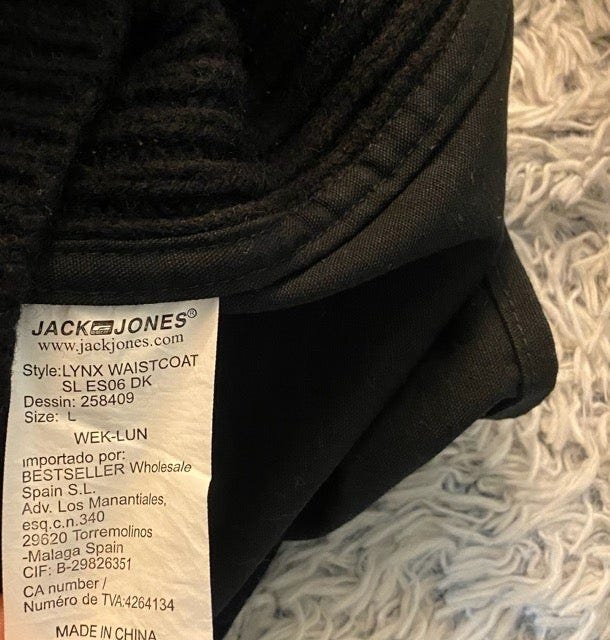 JACK JONES®
www.jackjones.com
Style:LYNX WAISTCOAT
SL ES06 DK
Dessin: 258409
Size: L
WEK-LUN
importado por:
BESTSELLER Wholesale
Spain S.L.
Adv. Los Manantiales,
esq.c.n.340
29620 Torremolinos
-Malaga Spain
CIF: B-29826351
CA number /
Numéro de TVA:4264134
MADE IN CHINA